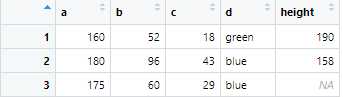 a b c d height
1 160 52 18 green 190
2 180 96 43 blue 158
3 175 60 29 blue NA